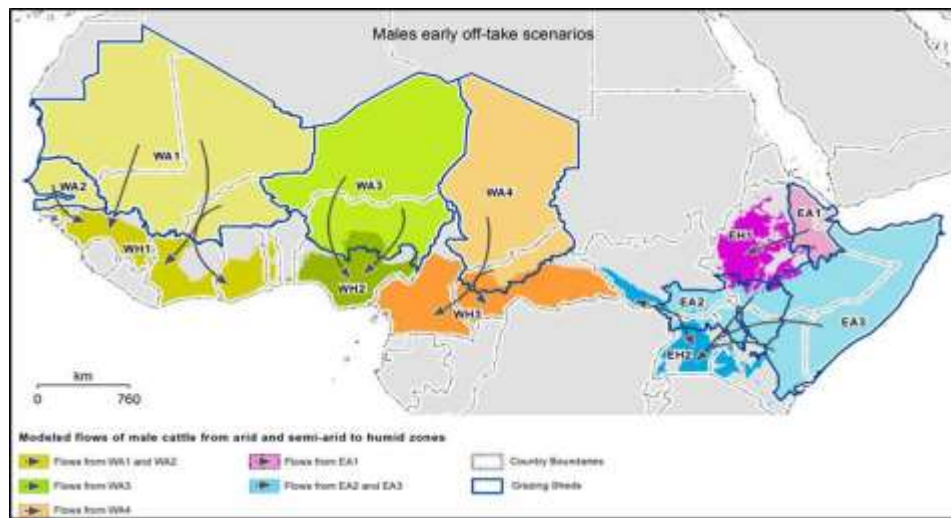 Males early off-take scenarios
WA1
WA2
WA3
WA4
EA1
EH1
WH1
WH2
WH3
EA2
EA3
EH2
km
0 760
Modeled flows of male cattle from arid and semi-arid to humid zones
Flows from WA1 and WA2
Flows from EA1
Country Boundaries
Flows from WA3
Flows from EA2 and EA3
Grazing Sheds
Flows from WA4